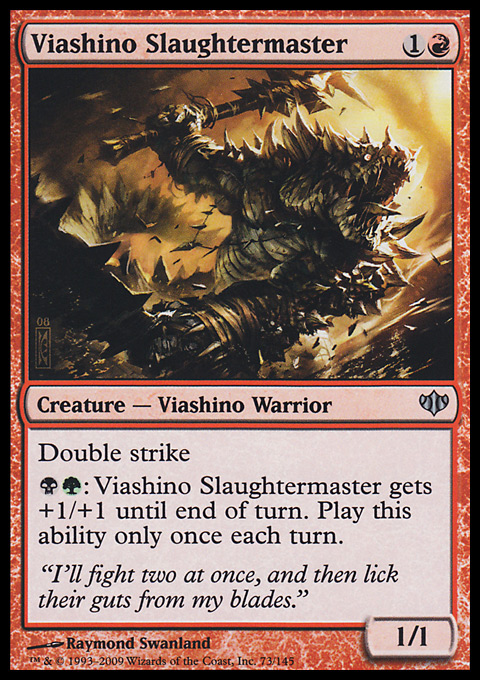 Viashino Slaughtermaster 1
08
Creature — Viashino Warrior
Double strike
: Viashino Slaughtermaster gets
+1/+1 until end of turn. Play this
ability only once each turn.
“I’ll fight two at once, and then lick
their guts from my blades.”
Raymond Swanland
1/1
™ & © 1993–2009 Wizards of the Coast, Inc. 73/145